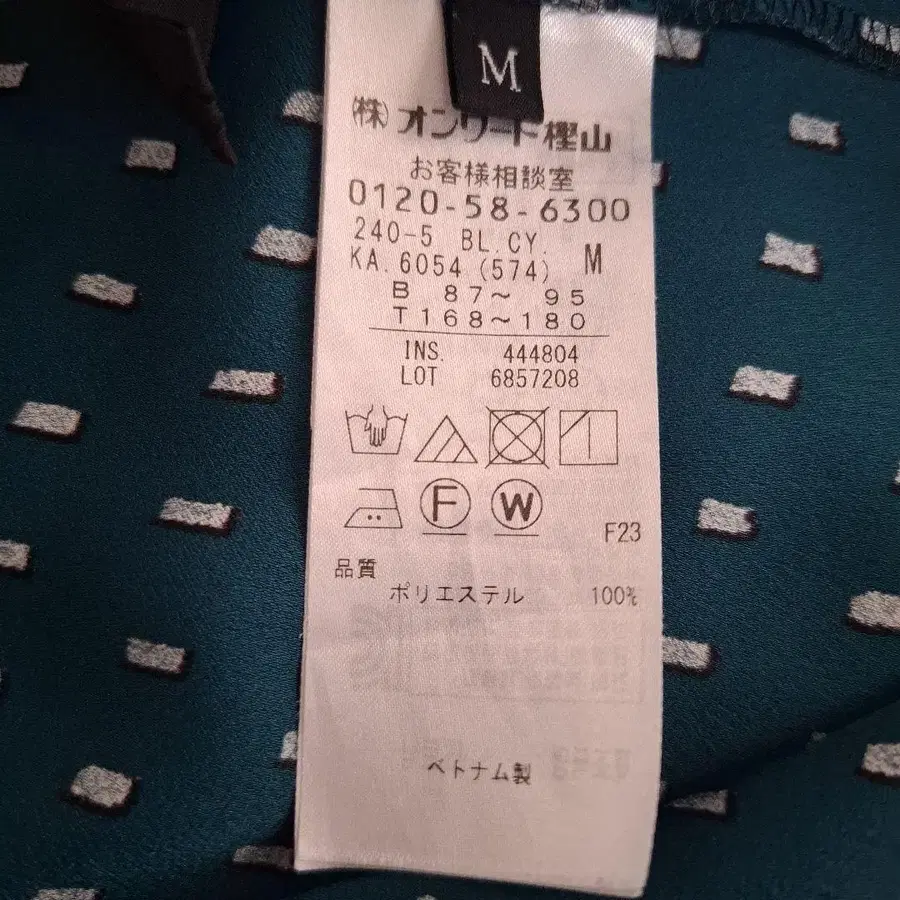 M
㈱オンワード樫山
お客様相談室
0120-58-6300
240-5 BL.CY. M
KA.6054(574)
B 87～ 95
T168～180
INS. 444804
LOT 6857208
F W
F23
品質
ポリエステル 100%
ベトナム製